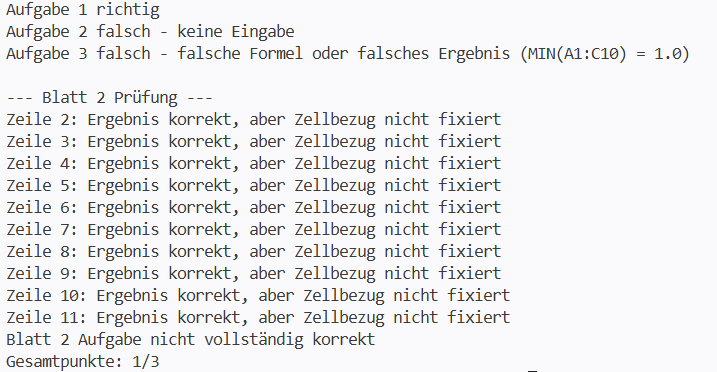 Aufgabe 1 richtig
Aufgabe 2 falsch - keine Eingabe
Aufgabe 3 falsch - falsche Formel oder falsches Ergebnis (MIN(A1:C10) = 1.0)

--- Blatt 2 Prüfung ---
Zeile 2: Ergebnis korrekt, aber Zellbezug nicht fixiert
Zeile 3: Ergebnis korrekt, aber Zellbezug nicht fixiert
Zeile 4: Ergebnis korrekt, aber Zellbezug nicht fixiert
Zeile 5: Ergebnis korrekt, aber Zellbezug nicht fixiert
Zeile 6: Ergebnis korrekt, aber Zellbezug nicht fixiert
Zeile 7: Ergebnis korrekt, aber Zellbezug nicht fixiert
Zeile 8: Ergebnis korrekt, aber Zellbezug nicht fixiert
Zeile 9: Ergebnis korrekt, aber Zellbezug nicht fixiert
Zeile 10: Ergebnis korrekt, aber Zellbezug nicht fixiert
Zeile 11: Ergebnis korrekt, aber Zellbezug nicht fixiert
Blatt 2 Aufgabe nicht vollständig korrekt
Gesamtpunkte: 1/3